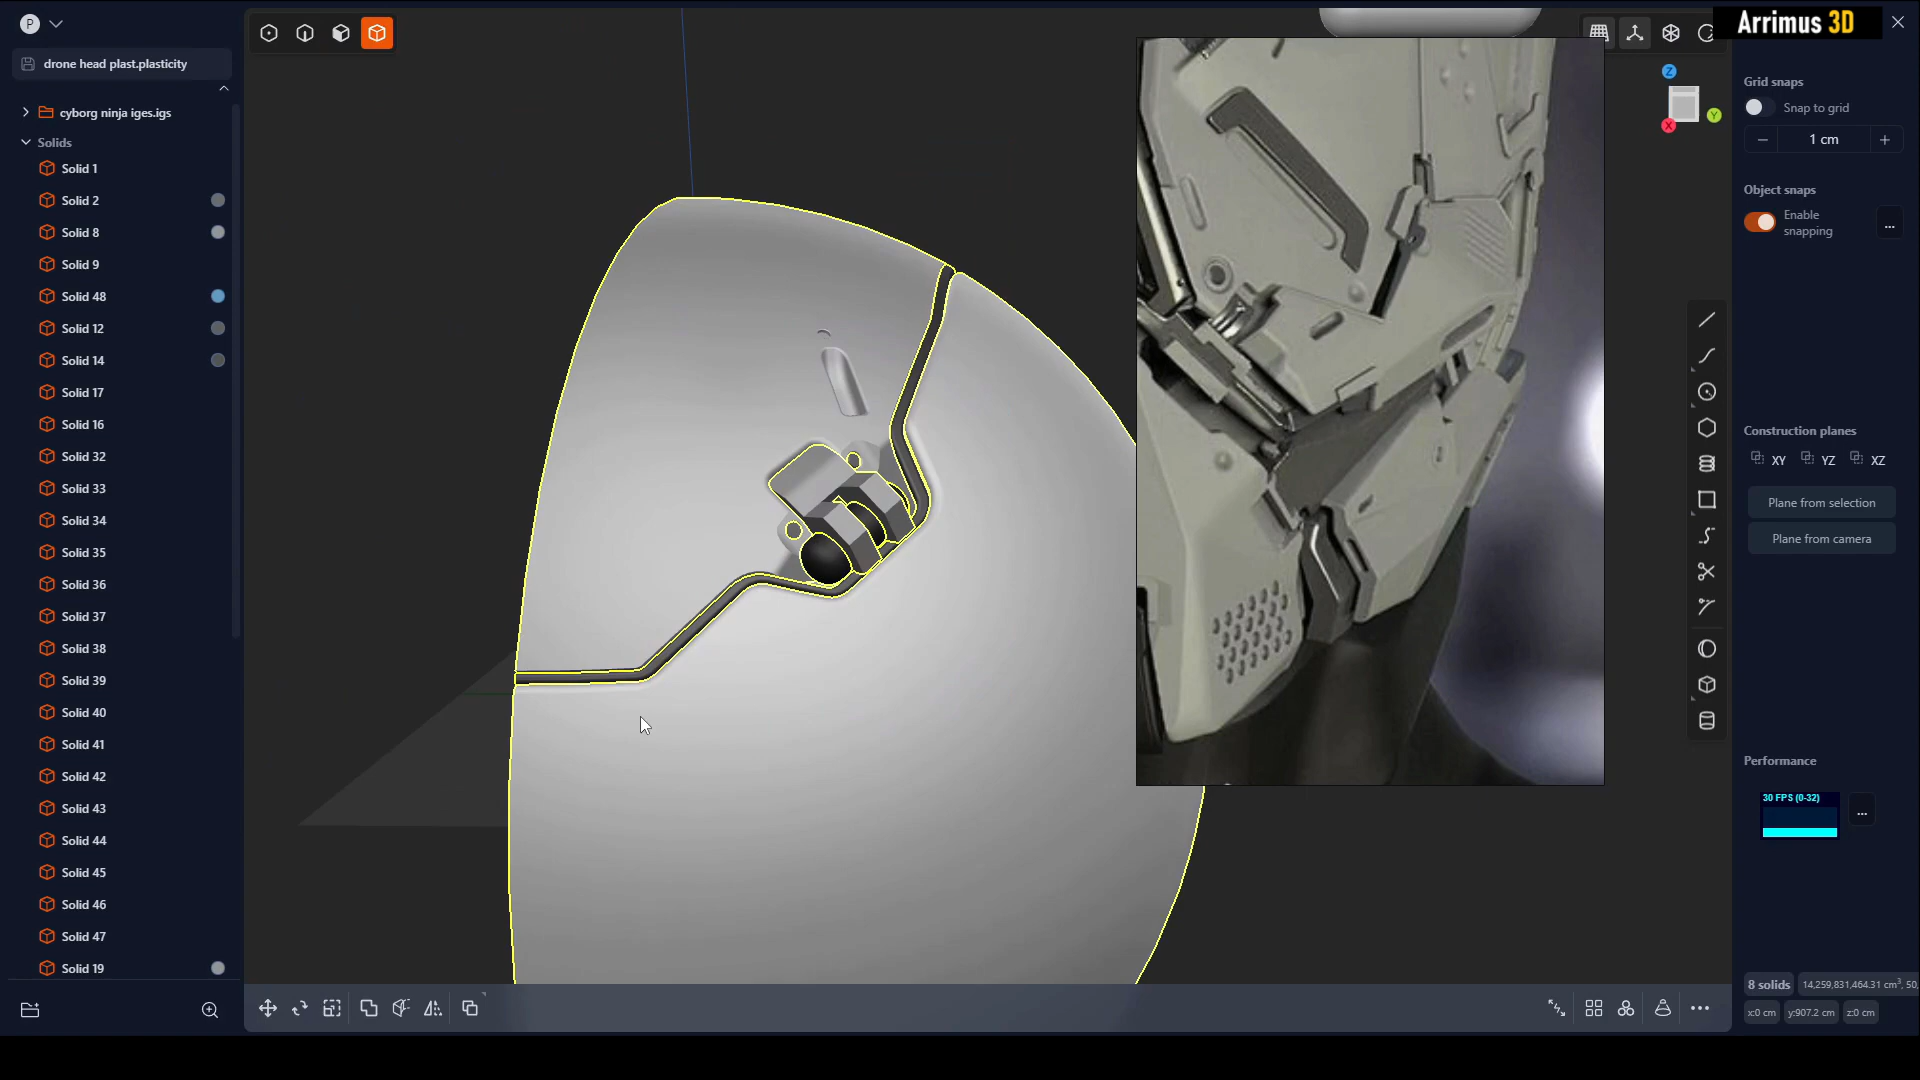 P
drone head plast.plasticity
cyborg ninja iges.igs
Solids
Solid 1
Solid 2
Solid 8
Solid 9
Solid 48
Solid 12
Solid 14
Solid 17
Solid 16
Solid 32
Solid 33
Solid 34
Solid 35
Solid 36
Solid 37
Solid 38
Solid 39
Solid 40
Solid 41
Solid 42
Solid 43
Solid 44
Solid 45
Solid 46
Solid 47
Solid 19
Z
Y
X
Arrimus 3D
Grid snaps
Snap to grid
1 cm
Object snaps
Enable
snapping
...
Construction planes
XY YZ XZ
Plane from selection
Plane from camera
Performance
30 FPS (0-32)
...
8 solids 14,259,831,464.31 cm³, 50,
x:0 cm y:907.2 cm z:0 cm